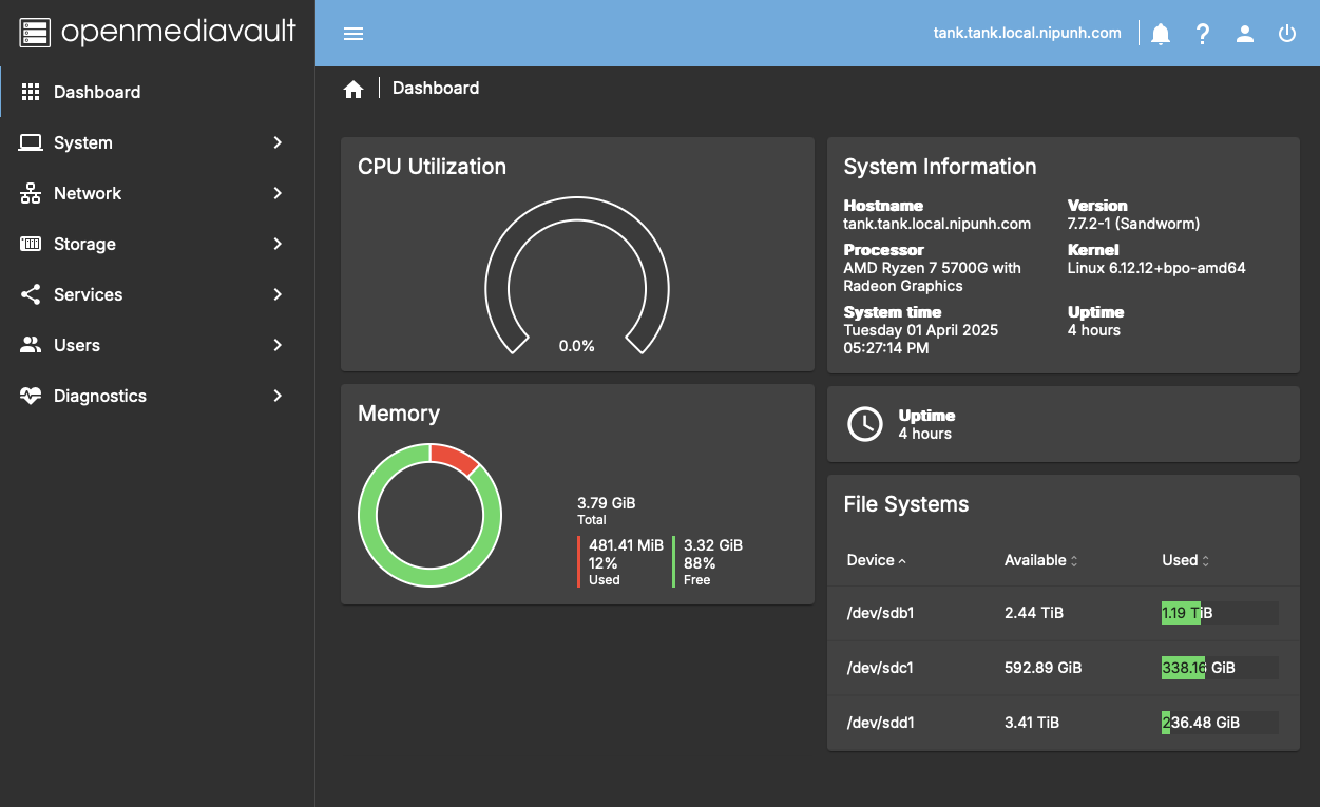 openmediavault
tank.tank.local.nipunh.com
Dashboard
System
Network
Storage
Services
Users
Diagnostics
Dashboard
CPU Utilization
0.0%
Memory
3.79 GiB
Total
481.41 MiB
12%
Used
3.32 GiB
88%
Free
System Information
Hostname
tank.tank.local.nipunh.com
Version
7.7.2-1 (Sandworm)
Processor
AMD Ryzen 7 5700G with
Radeon Graphics
Kernel
Linux 6.12.12+bpo-amd64
System time
Tuesday 01 April 2025
05:27:14 PM
Uptime
4 hours
Uptime
4 hours
File Systems
Device Available Used
/dev/sdb1 2.44 TiB 1.19 TiB
/dev/sdc1 592.89 GiB 338.16 GiB
/dev/sdd1 3.41 TiB 236.48 GiB